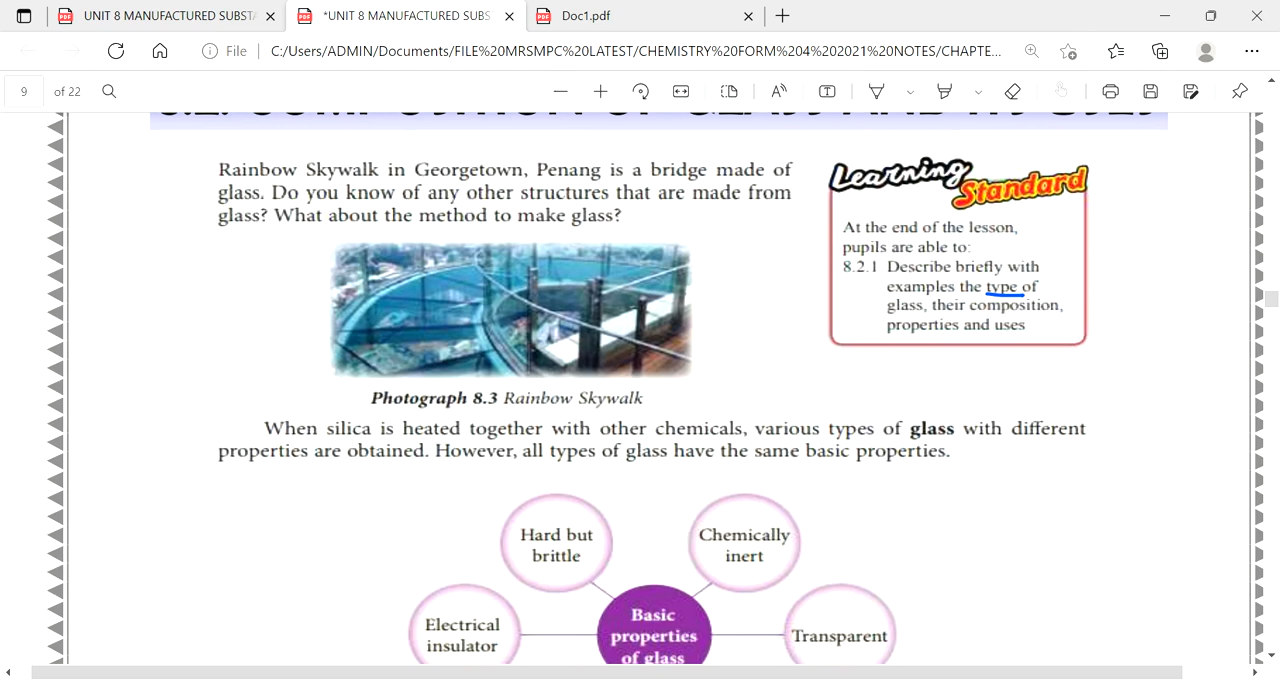 UNIT 8 MANUFACTURED SUBSTA
*UNIT 8 MANUFACTURED SUBS
Doc1.pdf
File
C:/Users/ADMIN/Documents/FILE%20MRSMPC%20LATEST/CHEMISTRY%20FORM%204%202021%20NOTES/CHAPTE...
9
of 22
Rainbow Skywalk in Georgetown, Penang is a bridge made of
glass. Do you know of any other structures that are made from
glass? What about the method to make glass?
Learning
Standard
At the end of the lesson,
pupils are able to:
8.2.1 Describe briefly with
examples the type of
glass, their composition,
properties and uses
Photograph 8.3 Rainbow Skywalk
When silica is heated together with other chemicals, various types of glass with different
properties are obtained. However, all types of glass have the same basic properties.
Hard but
brittle
Chemically
inert
Electrical
insulator
Basic
properties
of glass
Transparent